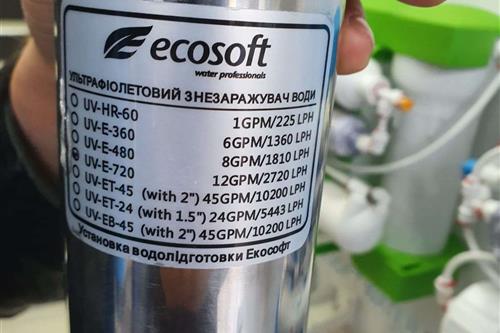 ecosoft
water professionals
УЛЬТРАФІОЛЕТОВИЙ ЗНЕЗАРАЖУВАЧ ВОДИ
UV-HR-60 1GPM/225 LPH
UV-E-360 6GPM/1360 LPH
UV-E-480 8GPM/1810 LPH
UV-E-720 12GPM/2720 LPH
UV-ET-45 (with 2") 45GPM/10200 LPH
UV-ET-24 (with 1.5") 24GPM/5443 LPH
UV-EB-45 (with 2") 45GPM/10200 LPH
Установка водолідготовки Екософт